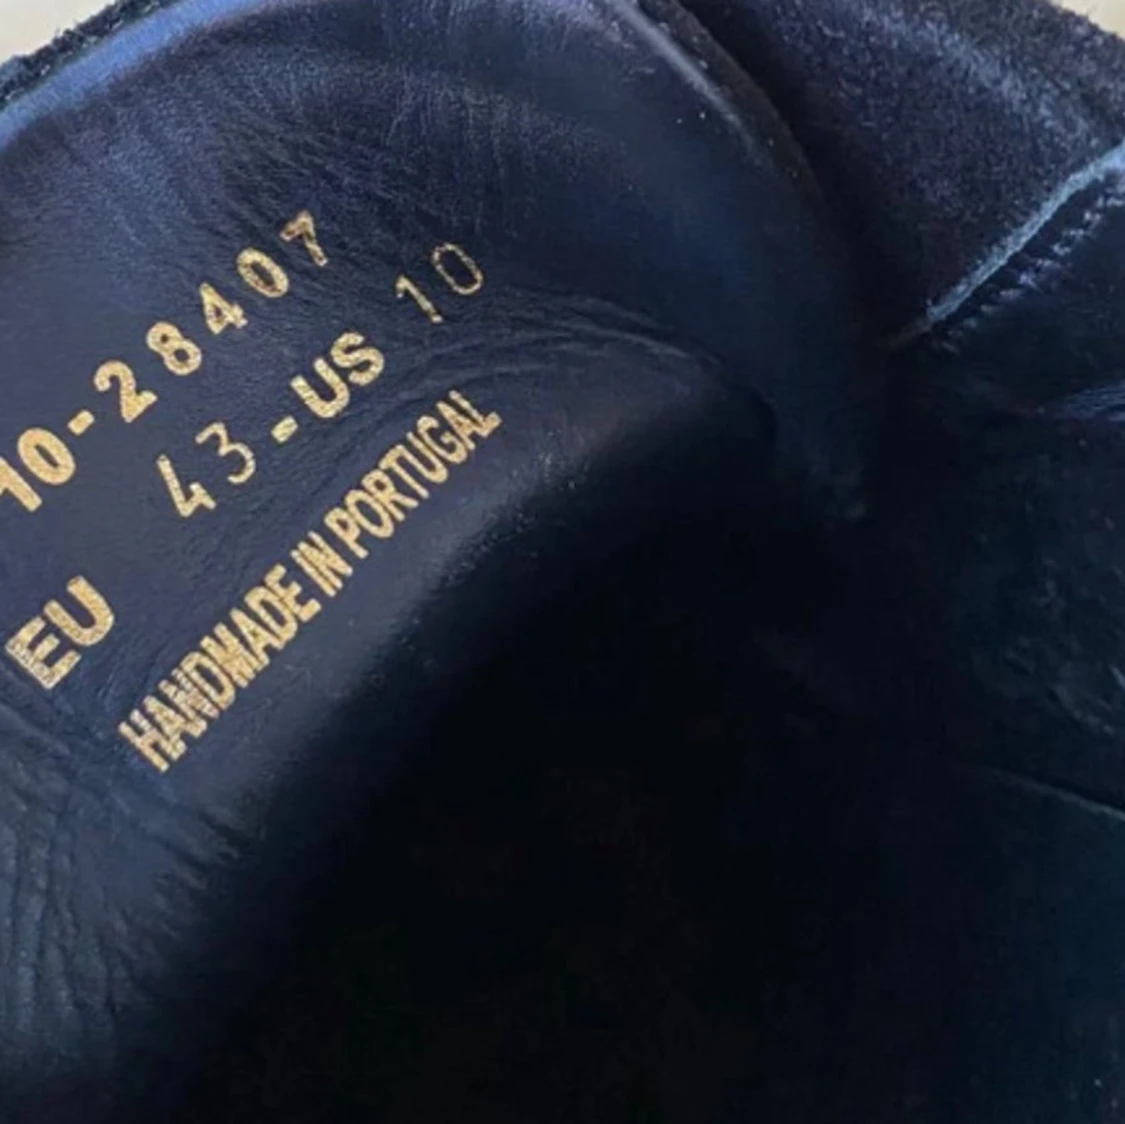 10-28407
EU 43-US 10
HANDMADE IN PORTUGAL